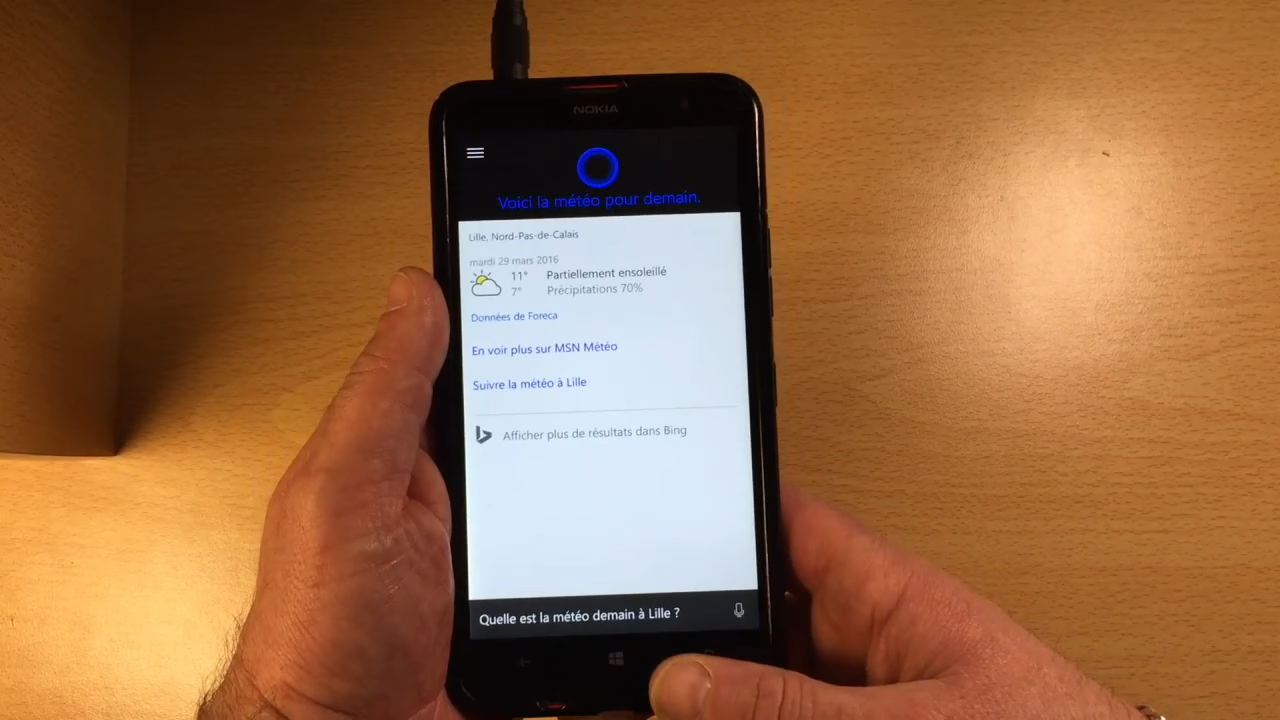 NOKIA
Voici la météo pour demain.
Lille, Nord-Pas-de-Calais
mardi 29 mars 2016
11° Partiellement ensoleillé
7° Précipitations 70%
Données de Foreca
En voir plus sur MSN Météo
Suivre la météo à Lille
Afficher plus de résultats dans Bing
Quelle est la météo demain à Lille ?